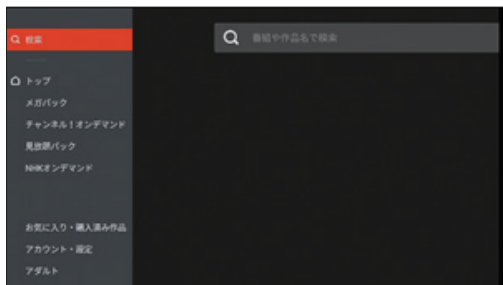 検索
番組や作品名で検索
トップ
メガパック
チャンネル1オンデマンド
見放題パック
NHKオンデマンド
お気に入り・購入済み作品
アカウント・設定
アダルト